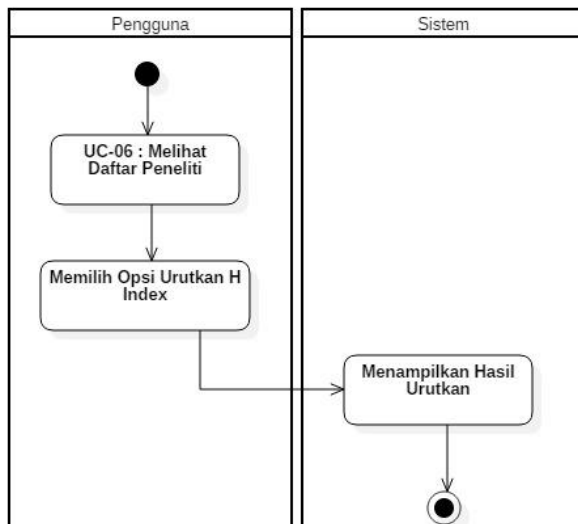 Pengguna
Sistem
UC-06 : Melihat
Daftar Peneliti
Memilih Opsi Urutkan H
Index
Menampilkan Hasil
Urutkan